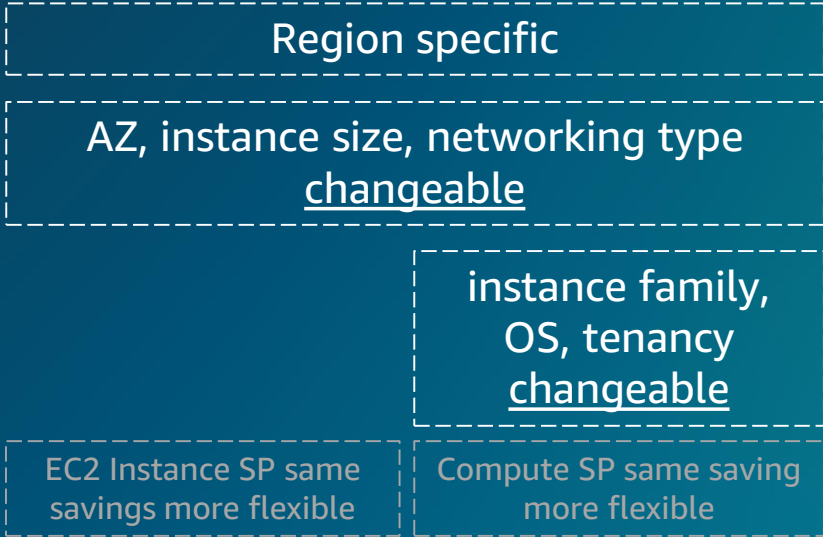 Region specific
AZ, instance size, networking type
changeable
instance family,
OS, tenancy
changeable
EC2 Instance SP same
savings more flexible
Compute SP same saving
more flexible